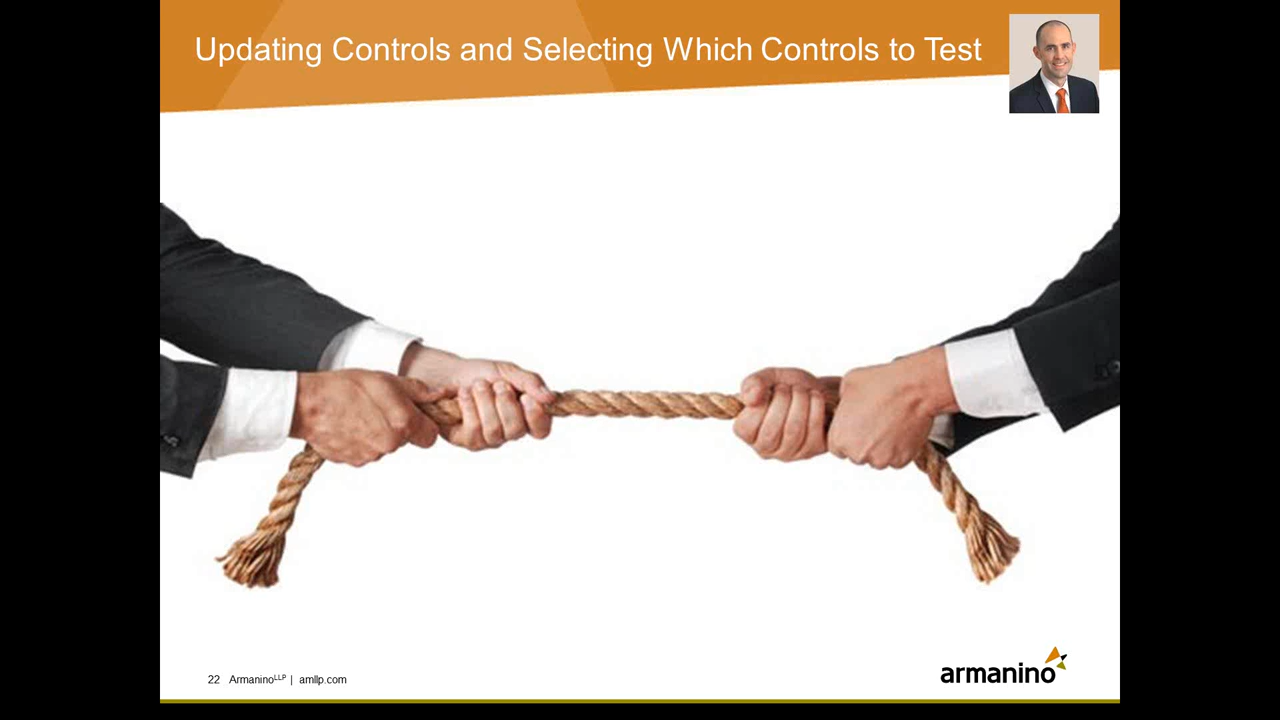 Updating Controls and Selecting Which Controls to Test
22 ArmaninoLLP | amllp.com
armanino